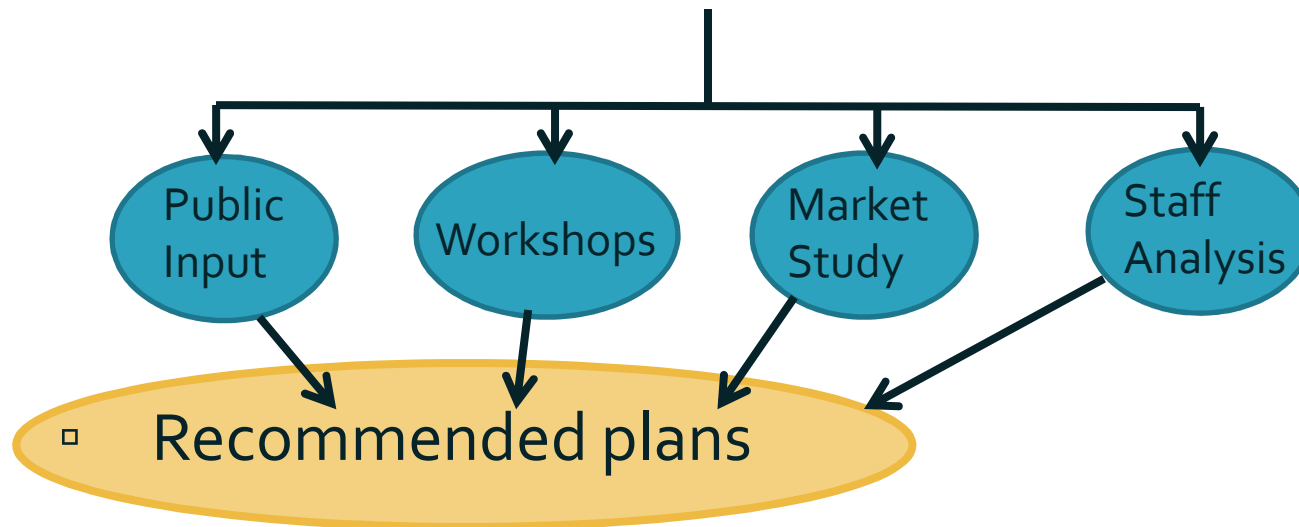 Public
Input
Workshops
Market
Study
Staff
Analysis
Recommended plans